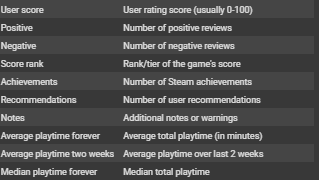 User score User rating score (usually 0-100)
Positive Number of positive reviews
Negative Number of negative reviews
Score rank Rank/tier of the game's score
Achievements Number of Steam achievements
Recommendations Number of user recommendations
Notes Additional notes or warnings
Average playtime forever Average total playtime (in minutes)
Average playtime two weeks Average playtime over last 2 weeks
Median playtime forever Median total playtime